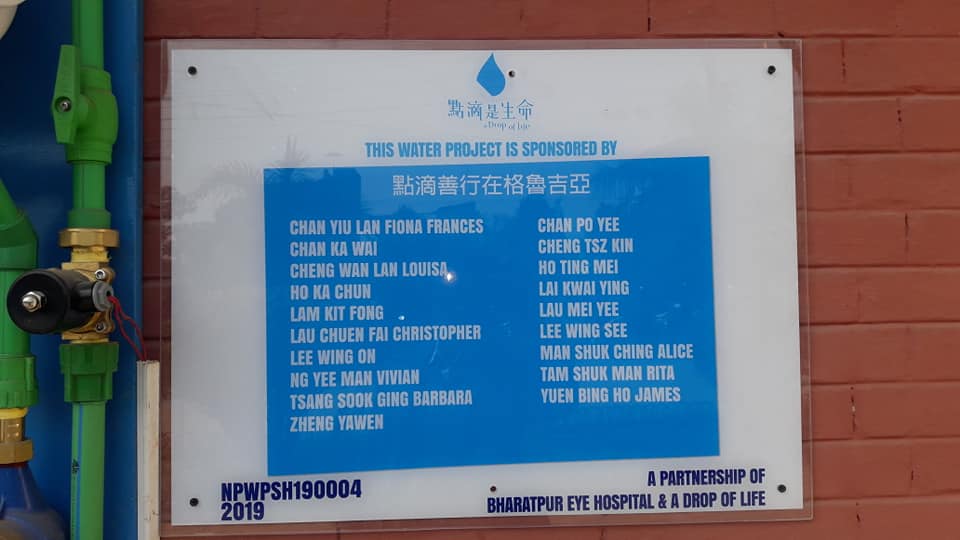 點滴是生命
a Drop of Life
THIS WATER PROJECT IS SPONSORED BY
點滴善行在格魯吉亞
CHAN YIU LAN FIONA FRANCES
CHAN KA WAI
CHENG WAN LAN LOUISA
HO KA CHUN
LAM KIT FONG
LAU CHUEN FAI CHRISTOPHER
LEE WING ON
NG YEE MAN VIVIAN
TSANG SOOK GING BARBARA
ZHENG YAWEN
CHAN PO YEE
CHENG TSZ KIN
HO TING MEI
LAI KWAI YING
LAU MEI YEE
LEE WING SEE
MAN SHUK CHING ALICE
TAM SHUK MAN RITA
YUEN BING HO JAMES
NPWPSH190004
2019
A PARTNERSHIP OF
BHARATPUR EYE HOSPITAL & A DROP OF LIFE